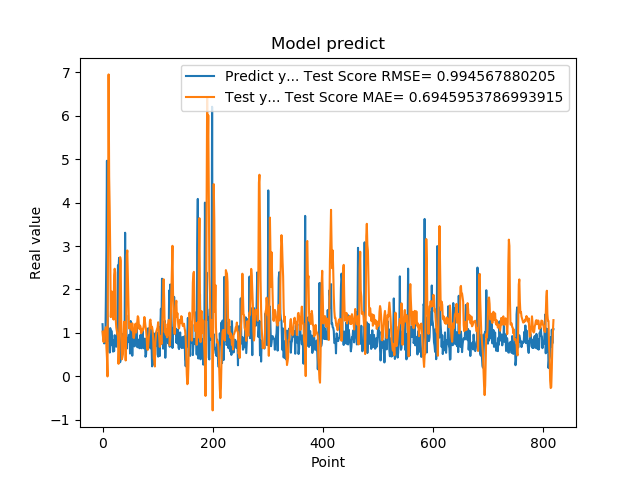 Model predict
Predict y... Test Score RMSE= 0.994567880205
Test y... Test Score MAE= 0.6945953786993915
7
6
5
4
3
2
1
0
−1
Real value
0 200 400 600 800
Point